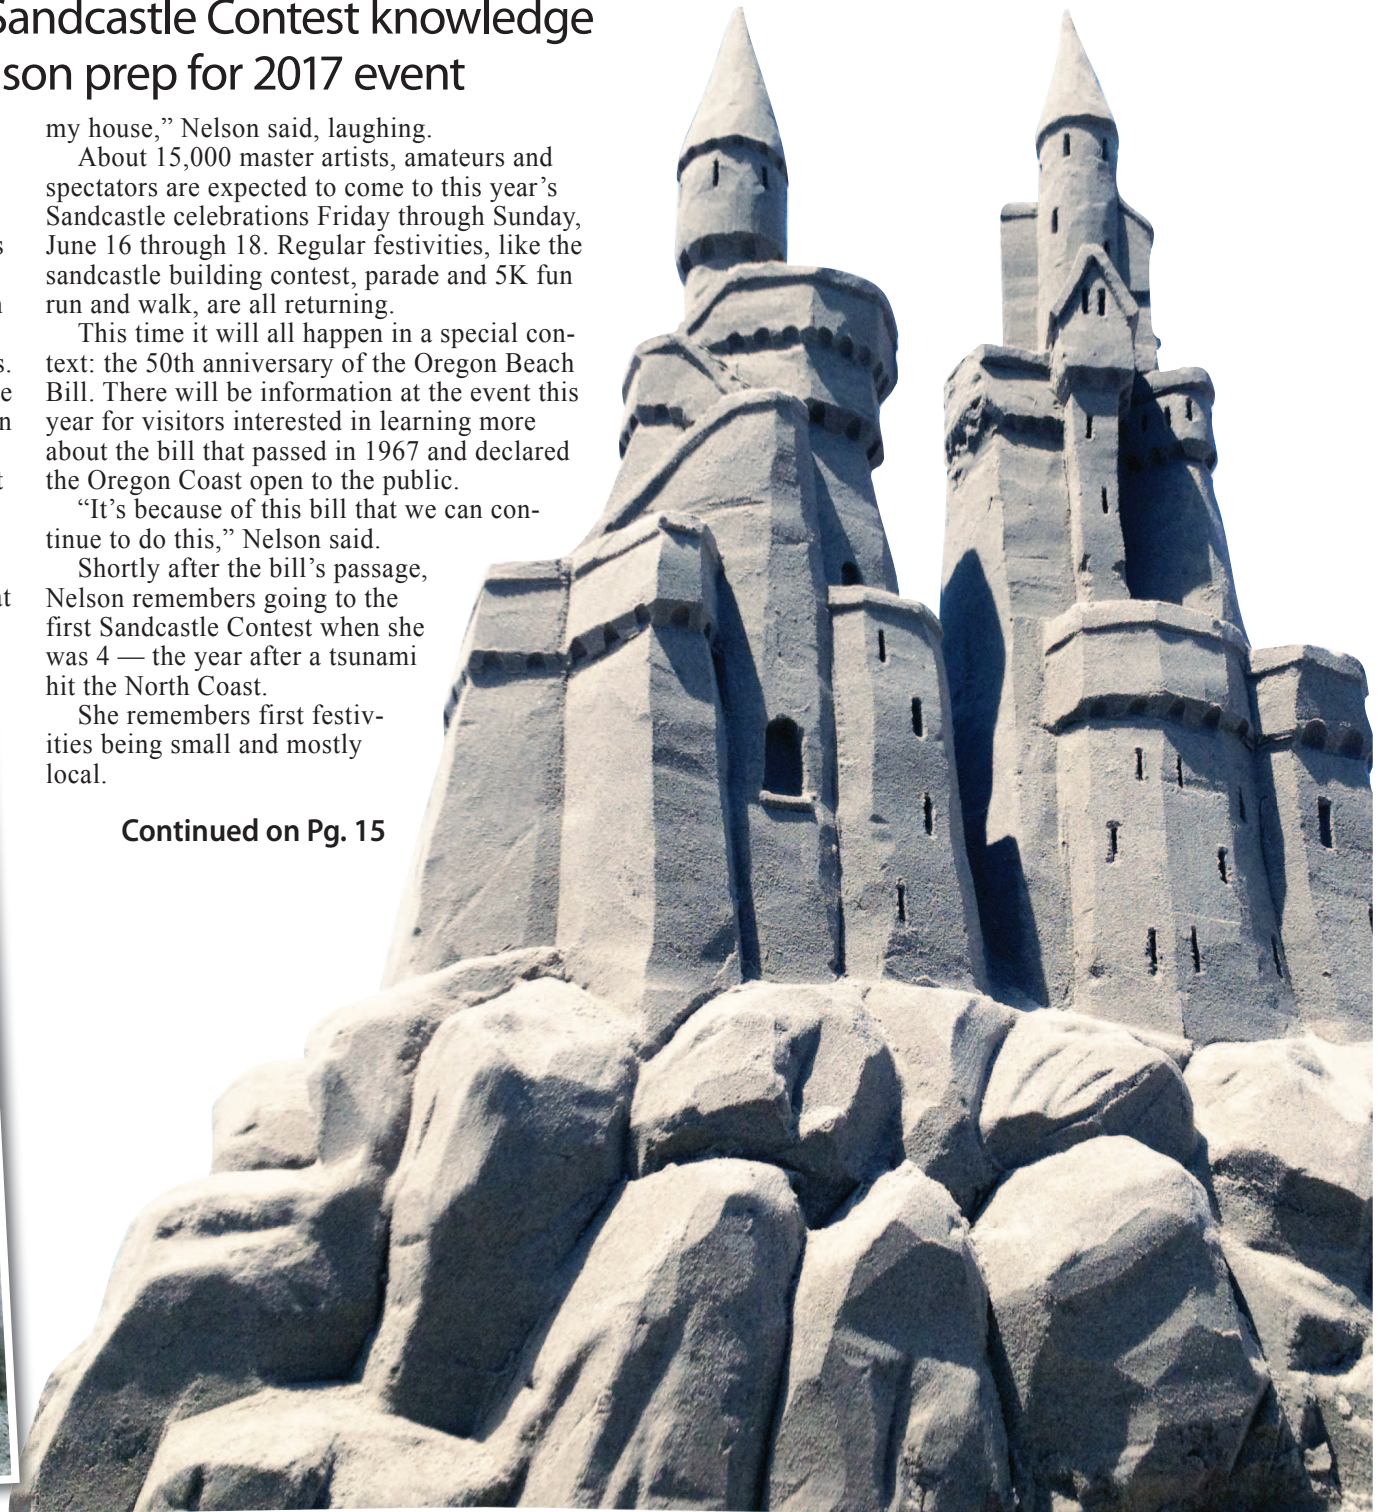 Sandcastle Contest knowledge
son prep for 2017 event
my house,” Nelson said, laughing.
About 15,000 master artists, amateurs and
spectators are expected to come to this year’s
Sandcastle celebrations Friday through Sunday,
June 16 through 18. Regular festivities, like the
sandcastle building contest, parade and 5K fun
run and walk, are all returning.
This time it will all happen in a special con-
text: the 50th anniversary of the Oregon Beach
Bill. There will be information at the event this
year for visitors interested in learning more
about the bill that passed in 1967 and declared
the Oregon Coast open to the public.
“It’s because of this bill that we can con-
tinue to do this,” Nelson said.
Shortly after the bill’s passage,
Nelson remembers going to the
first Sandcastle Contest when she
was 4 — the year after a tsunami
hit the North Coast.
She remembers first festiv-
ities being small and mostly
local.
Continued on Pg. 15